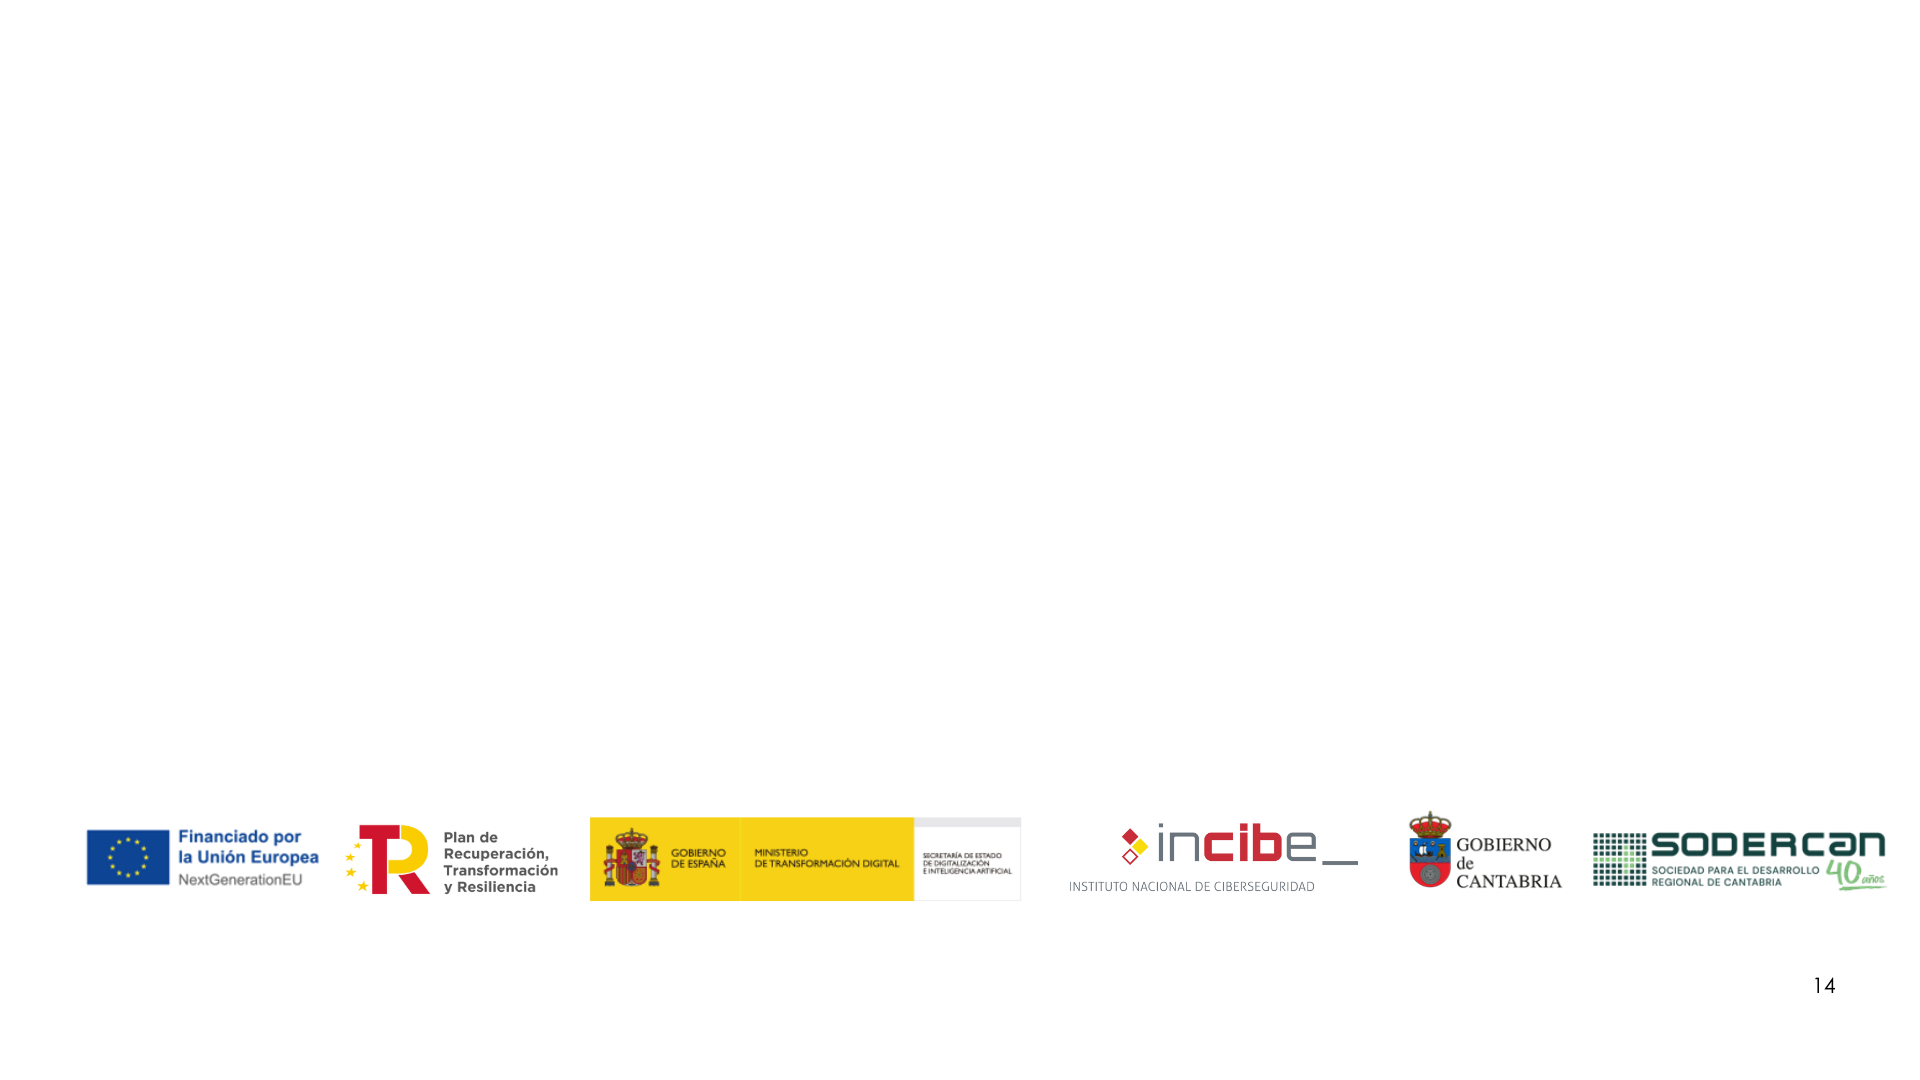 Financiado por
la Unión Europea
NextGenerationEU
Plan de
Recuperación,
Transformación
y Resiliencia
GOBIERNO
DE ESPAÑA
MINISTERIO
DE TRANSFORMACIÓN DIGITAL
SECRETARÍA DE ESTADO
DE DIGITALIZACIÓN
E INTELIGENCIA ARTIFICIAL
incibe_
INSTITUTO NACIONAL DE CIBERSEGURIDAD
GOBIERNO
de
CANTABRIA
SODERCAN
SOCIEDAD PARA EL DESARROLLO
REGIONAL DE CANTABRIA
40 años
14